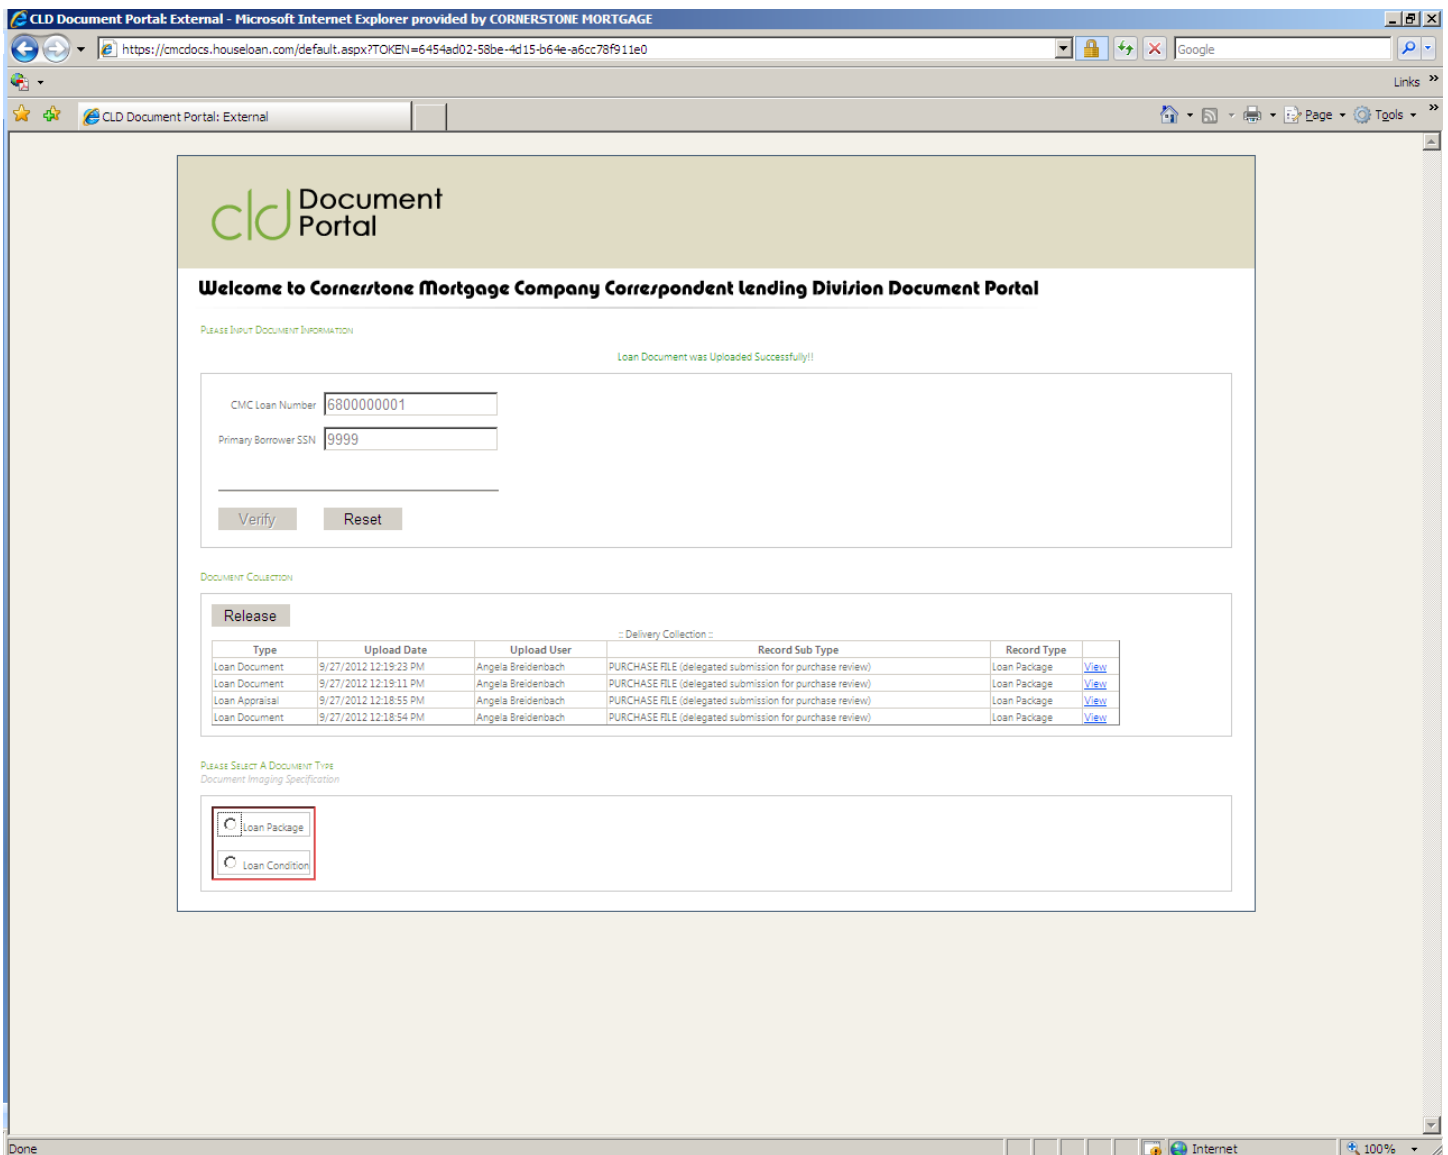 CLD Document Portal: External - Microsoft Internet Explorer provided by CORNERSTONE MORTGAGE
https://cmcdocs.houseloan.com/default.aspx?TOKEN=6454ad02-58be-4d15-b64e-a6cc78f911e0
Google
Links »
CLD Document Portal: External
Page
Tools
»
cld Document
Portal
Welcome to Cornerstone Mortgage Company Correspondent Lending Division Document Portal
Please Input Document Information
Loan Document was Uploaded Successfully!!
CMC Loan Number 6800000001
Primary Borrower SSN 9999
Verify Reset
Document Collection
Release
:: Delivery Collection ::
Type Upload Date Upload User Record Sub Type Record Type
Loan Document 9/27/2012 12:19:23 PM Angela Breidenbach PURCHASE FILE (delegated submission for purchase review) Loan Package View
Loan Document 9/27/2012 12:19:11 PM Angela Breidenbach PURCHASE FILE (delegated submission for purchase review) Loan Package View
Loan Appraisal 9/27/2012 12:18:55 PM Angela Breidenbach PURCHASE FILE (delegated submission for purchase review) Loan Package View
Loan Document 9/27/2012 12:18:54 PM Angela Breidenbach PURCHASE FILE (delegated submission for purchase review) Loan Package View
Please Select A Document Type
Document Imaging Specification
Loan Package
Loan Condition
Done
Internet
100%